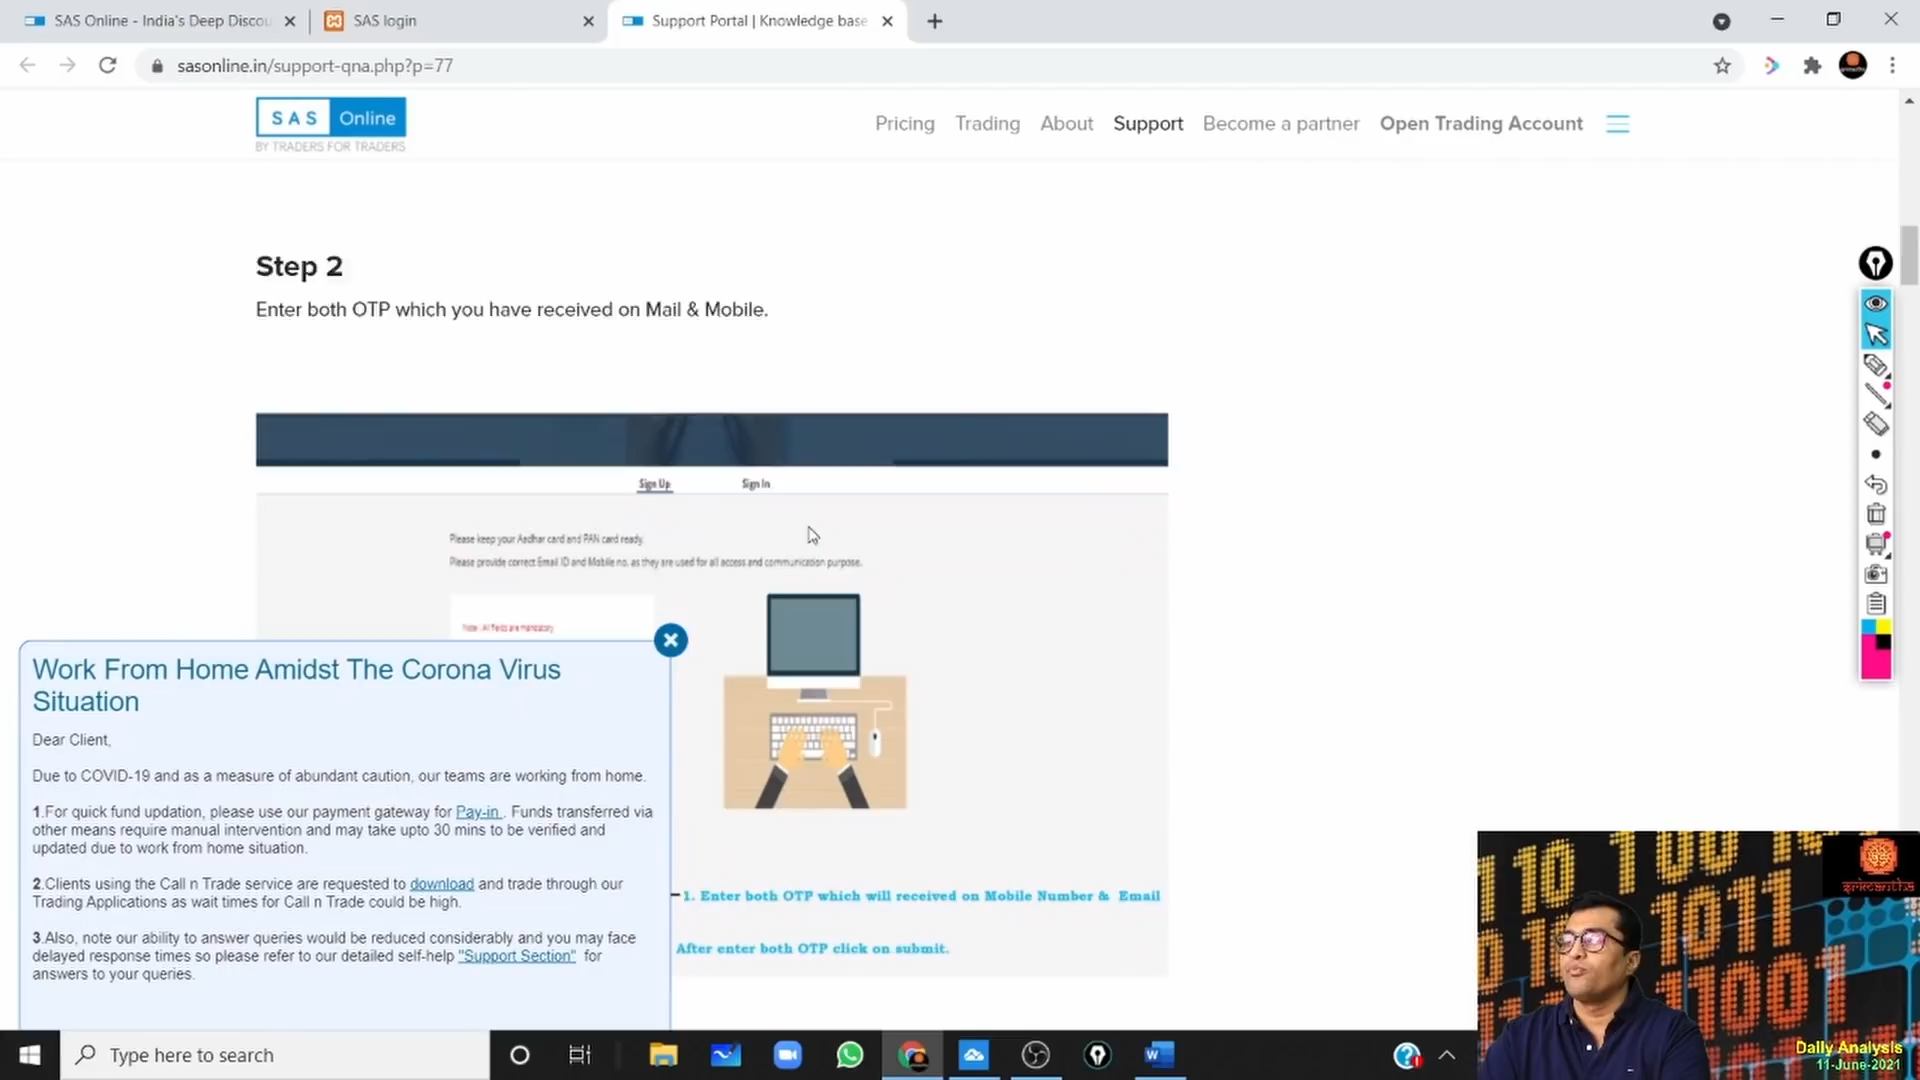 SAS Online - India's Deep Discou
SAS login
Support Portal | Knowledge base
sasonline.in/support-qna.php?p=77
SAS Online
BY TRADERS FOR TRADERS
Pricing
Trading
About
Support
Become a partner
Open Trading Account
Step 2
Enter both OTP which you have received on Mail & Mobile.
Sign Up
Sign In
Please keep your Aadhar card and PAN card ready.
Please provide correct Email ID and Mobile no. as they are used for all access and communication purpose.
Note - All fields are mandatory
Work From Home Amidst The Corona Virus
Situation
Dear Client,
Due to COVID-19 and as a measure of abundant caution, our teams are working from home.
1.For quick fund updation, please use our payment gateway for Pay-in . Funds transferred via
other means require manual intervention and may take upto 30 mins to be verified and
updated due to work from home situation.
2.Clients using the Call n Trade service are requested to download and trade through our
Trading Applications as wait times for Call n Trade could be high.
3.Also, note our ability to answer queries would be reduced considerably and you may face
delayed response times so please refer to our detailed self-help "Support Section" for
answers to your queries.
1. Enter both OTP which will received on Mobile Number & Email
After enter both OTP click on submit.
Type here to search
srimantha
Daily Analysis
11-June-2021